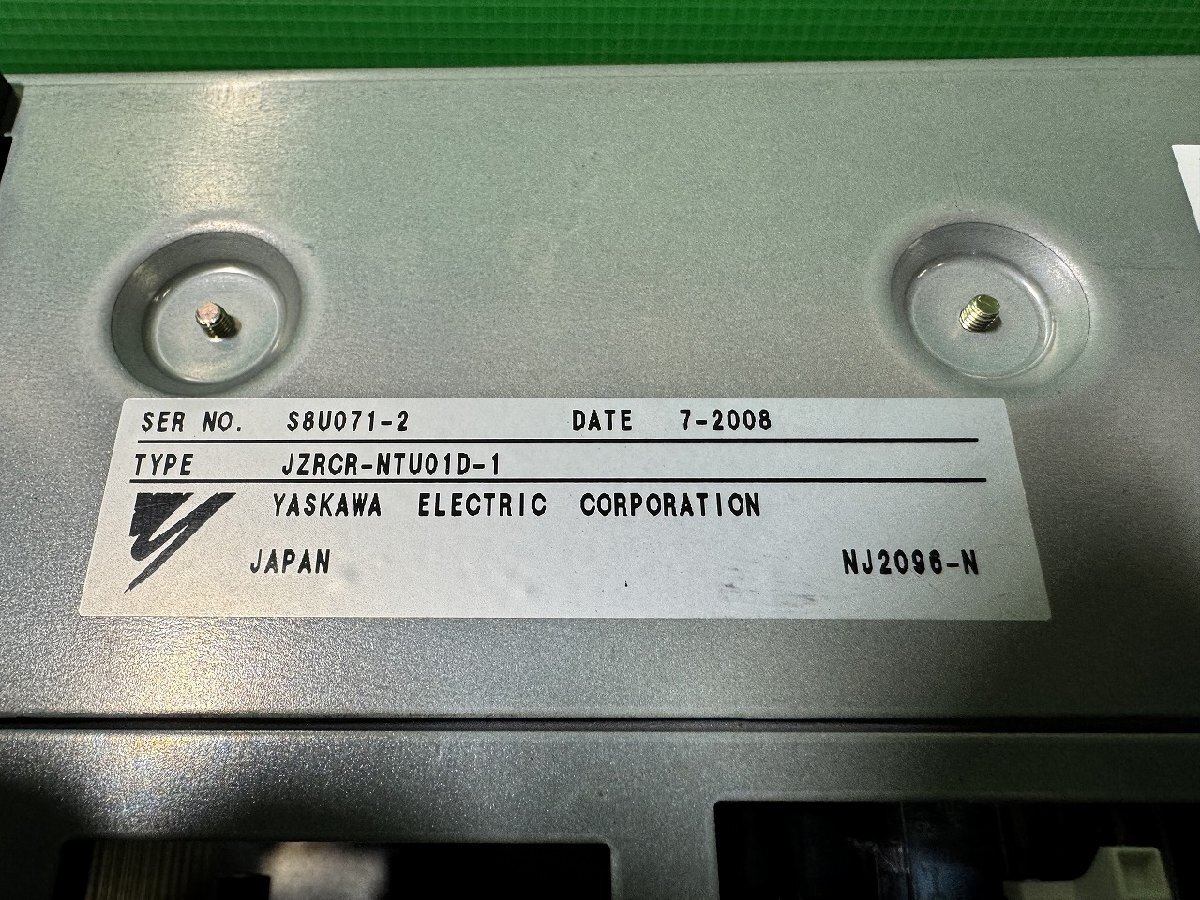 SER NO. S8U071-2 DATE 7-2008
TYPE JZRCR-NTU01D-1
YASKAWA ELECTRIC CORPORATION
JAPAN NJ2096-N